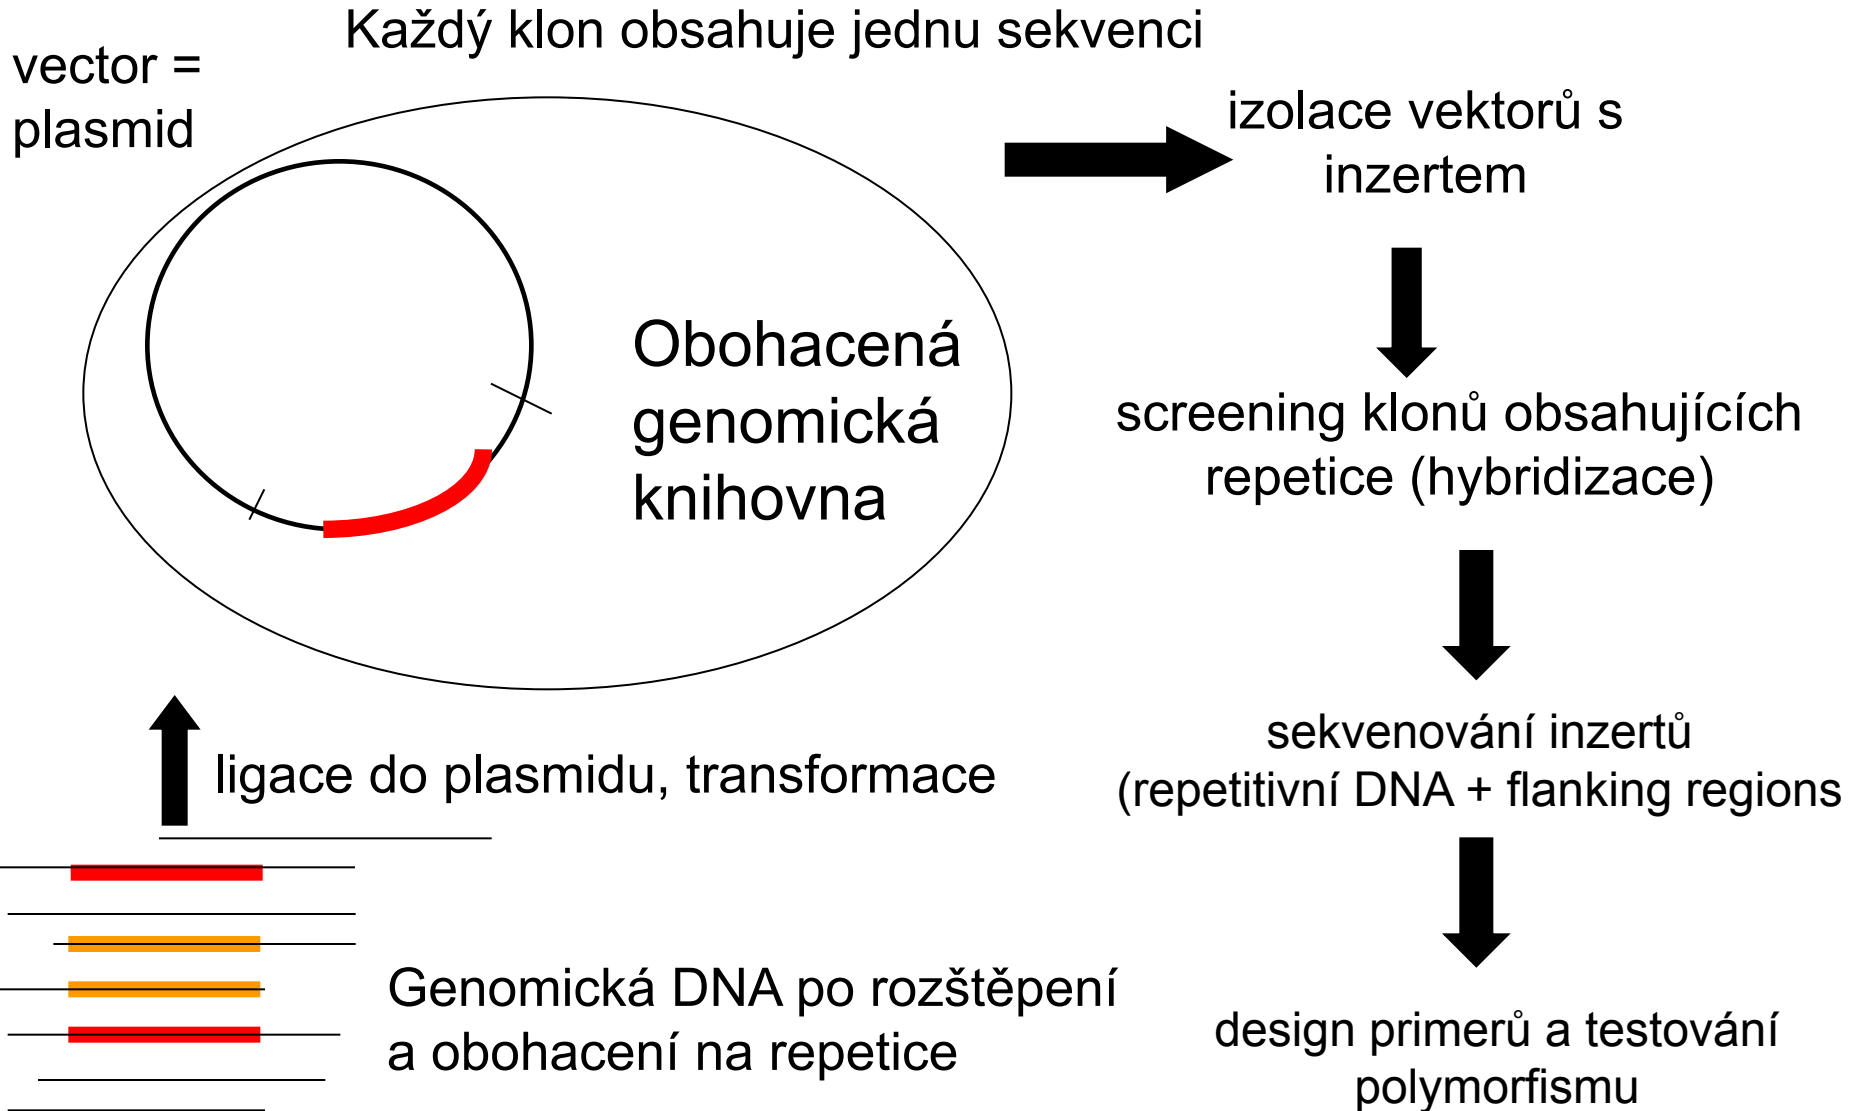 Každý klon obsahuje jednu sekvenci
vector =
plasmid
Obohacená
genomická
knihovna
ligace do plasmidu, transformace
Genomická DNA po rozštěpení
a obohacení na repetice
izolace vektorů s
inzertem
screening klonů obsahujících
repetice (hybridizace)
sekvenování inzertů
(repetitivní DNA + flanking regions
design primerů a testování
polymorfismu